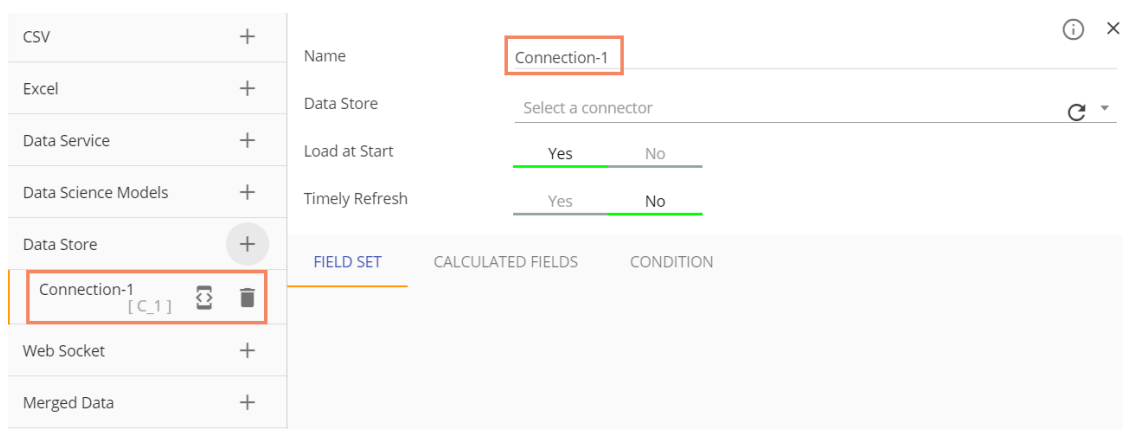 CSV
Excel
Data Service
Data Science Models
Data Store
Connection-1
[ C_1 ]
Web Socket
Merged Data
Name
Connection-1
Data Store
Select a connector
Load at Start
Yes No
Timely Refresh
Yes No
FIELD SET CALCULATED FIELDS CONDITION